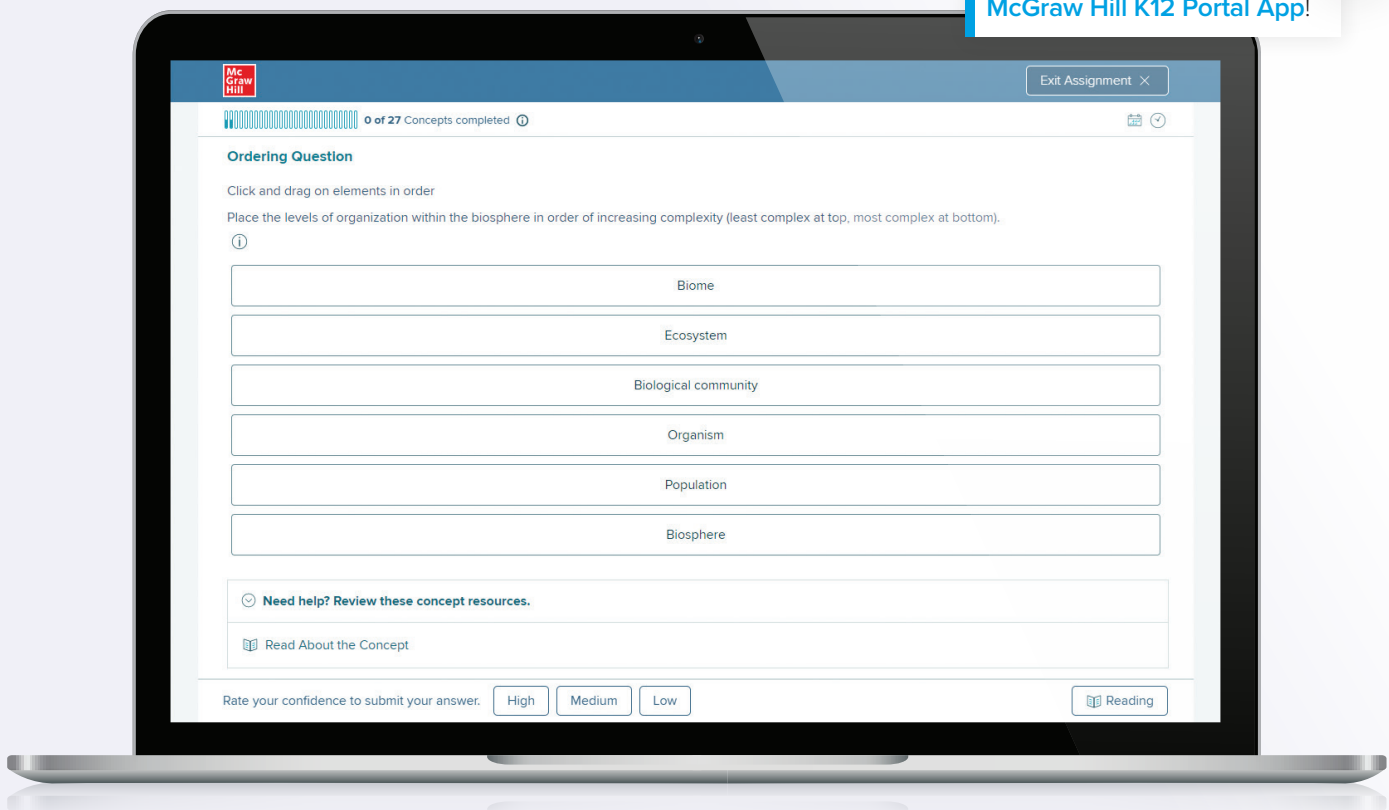 McGraw Hill K12 Portal App!
Mc
Graw
Hill
Exit Assignment
0 of 27 Concepts completed
Ordering Question
Click and drag on elements in order
Place the levels of organization within the biosphere in order of increasing complexity (least complex at top, most complex at bottom).
Biome
Ecosystem
Biological community
Organism
Population
Biosphere
Need help? Review these concept resources.
Read About the Concept
Rate your confidence to submit your answer.
High
Medium
Low
Reading